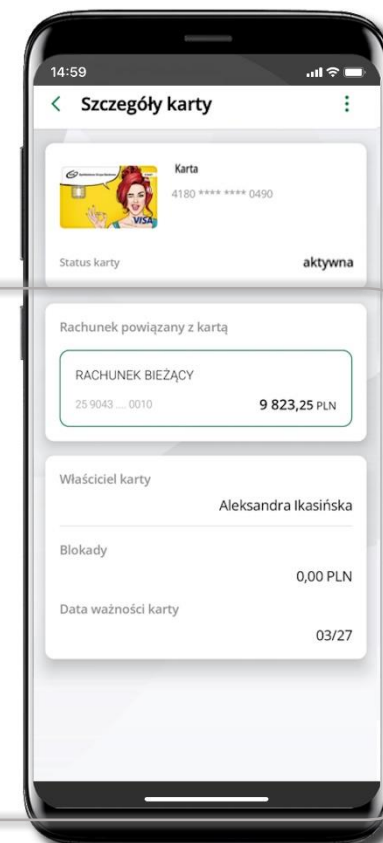 14:59
Szczegóły karty
Karta
4180 **** **** 0490
VISA
Status karty
aktywna
Rachunek powiązany z kartą
RACHUNEK BIEŻĄCY
25 9043 .... 0010
9 823,25 PLN
Właściciel karty
Aleksandra Ikasińska
Blokady
0,00 PLN
Data ważności karty
03/27